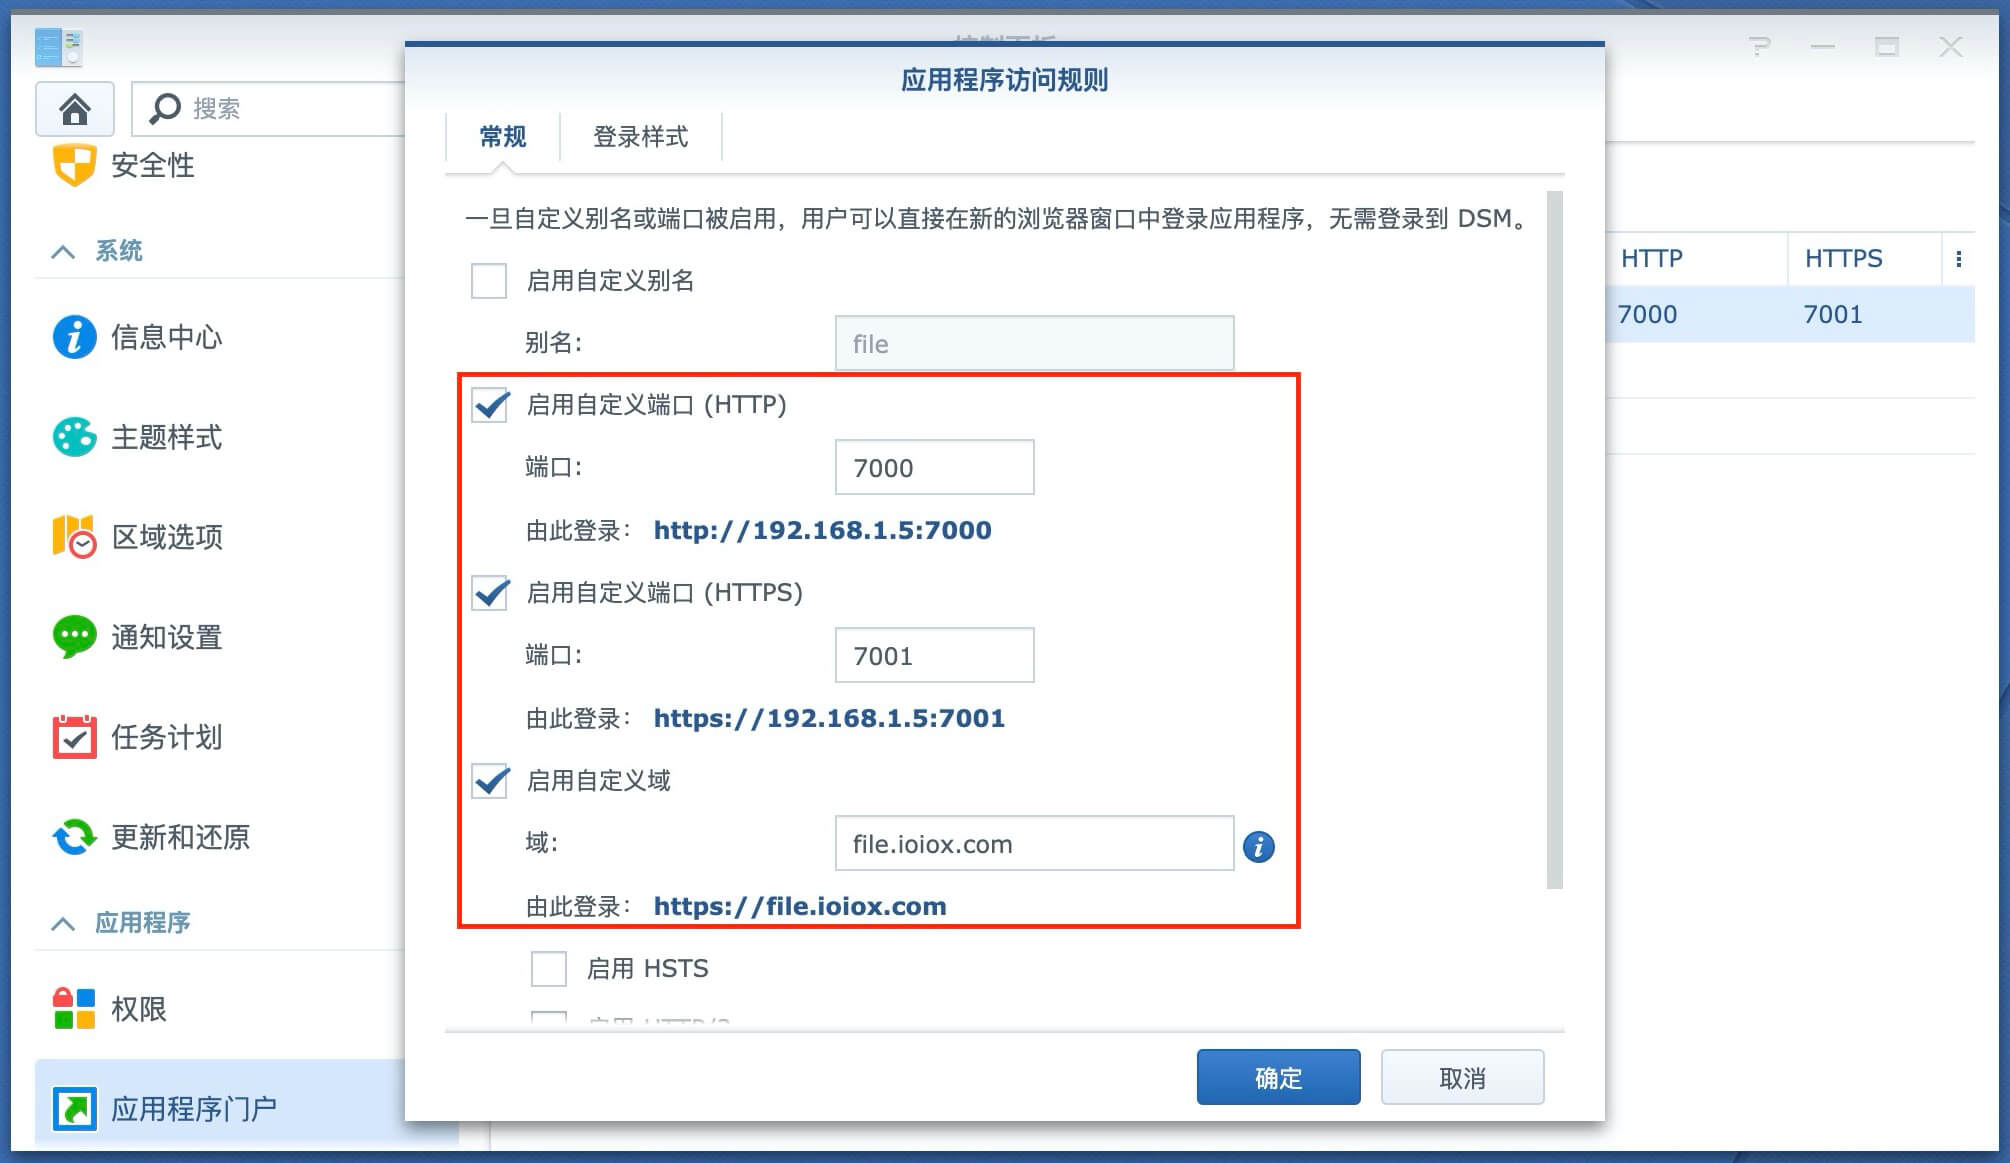 应用程序访问规则
搜索
安全性
系统
信息中心
主题样式
区域选项
通知设置
任务计划
更新和还原
应用程序
权限
应用程序门户
常规
登录样式
一旦自定义别名或端口被启用，用户可以直接在新的浏览器窗口中登录应用程序，无需登录到 DSM。
启用自定义别名
别名:
file
启用自定义端口 (HTTP)
端口:
7000
由此登录: http://192.168.1.5:7000
启用自定义端口 (HTTPS)
端口:
7001
由此登录: https://192.168.1.5:7001
启用自定义域
域:
file.ioiox.com
由此登录: https://file.ioiox.com
启用 HSTS
确定
取消
HTTP
HTTPS
7000
7001